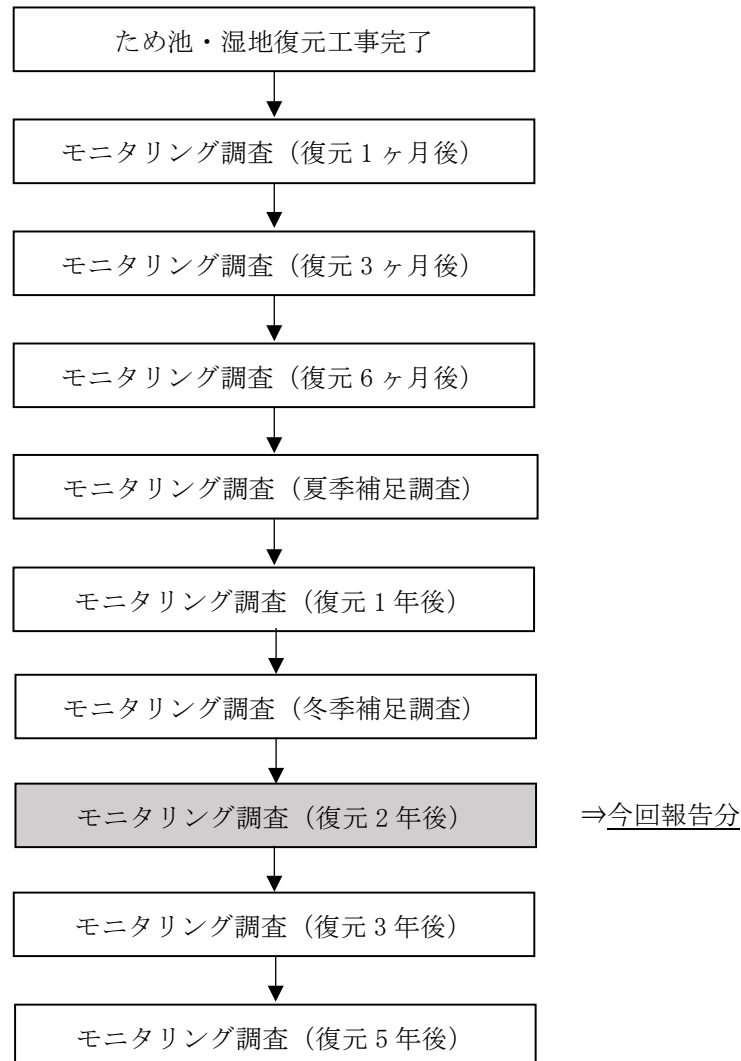 ため池・湿地復元工事完了
モニタリング調査（復元 1 ヶ月後）
モニタリング調査（復元 3 ヶ月後）
モニタリング調査（復元 6 ヶ月後）
モニタリング調査（夏季補足調査）
モニタリング調査（復元 1 年後）
モニタリング調査（冬季補足調査）
モニタリング調査（復元 2 年後） ⇒今回報告分
モニタリング調査（復元 3 年後）
モニタリング調査（復元 5 年後）